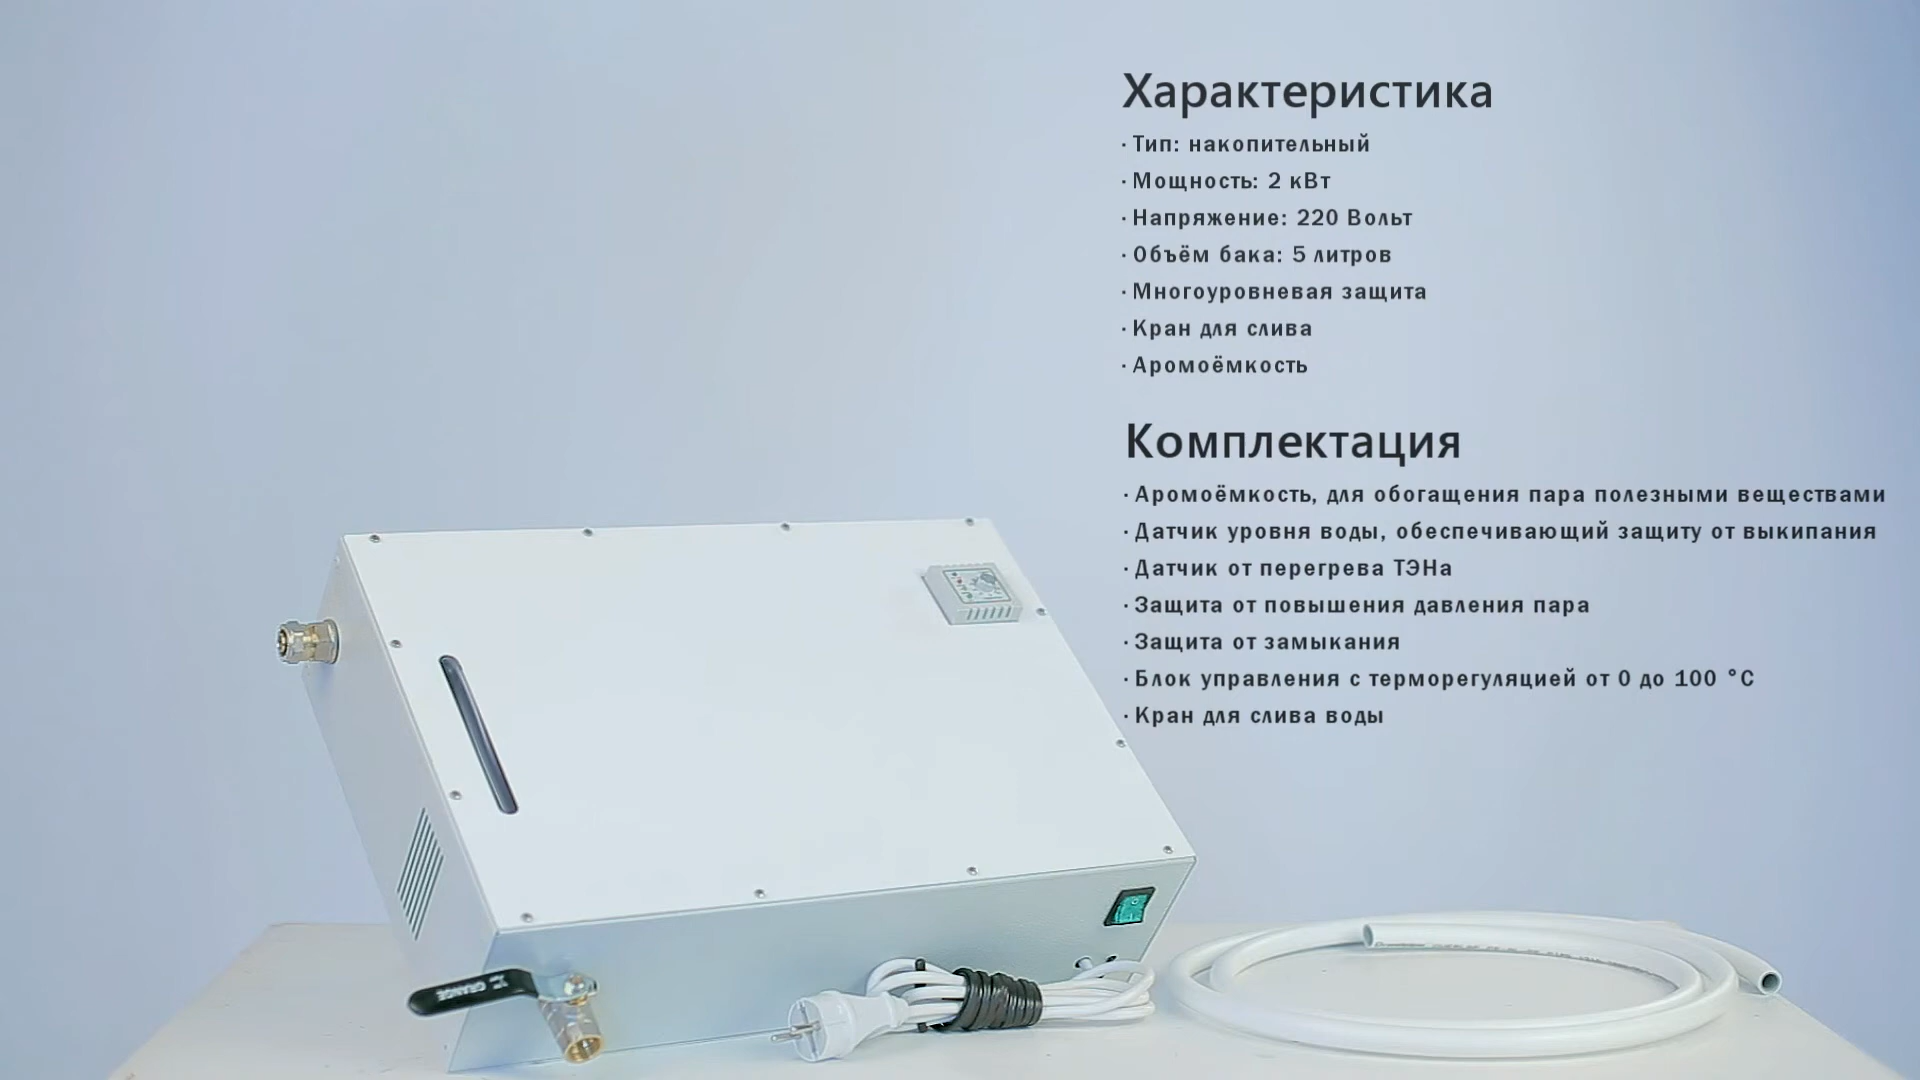 Характеристика
· Тип: накопительный
· Мощность: 2 кВт
· Напряжение: 220 Вольт
· Объём бака: 5 литров
· Многоуровневая защита
· Кран для слива
· Аромоёмкость
Комплектация
· Аромоёмкость, для обогащения пара полезными веществами
· Датчик уровня воды, обеспечивающий защиту от выкипания
· Датчик от перегрева ТЭНа
· Защита от повышения давления пара
· Защита от замыкания
· Блок управления с терморегуляцией от 0 до 100 °С
· Кран для слива воды
GRANGE